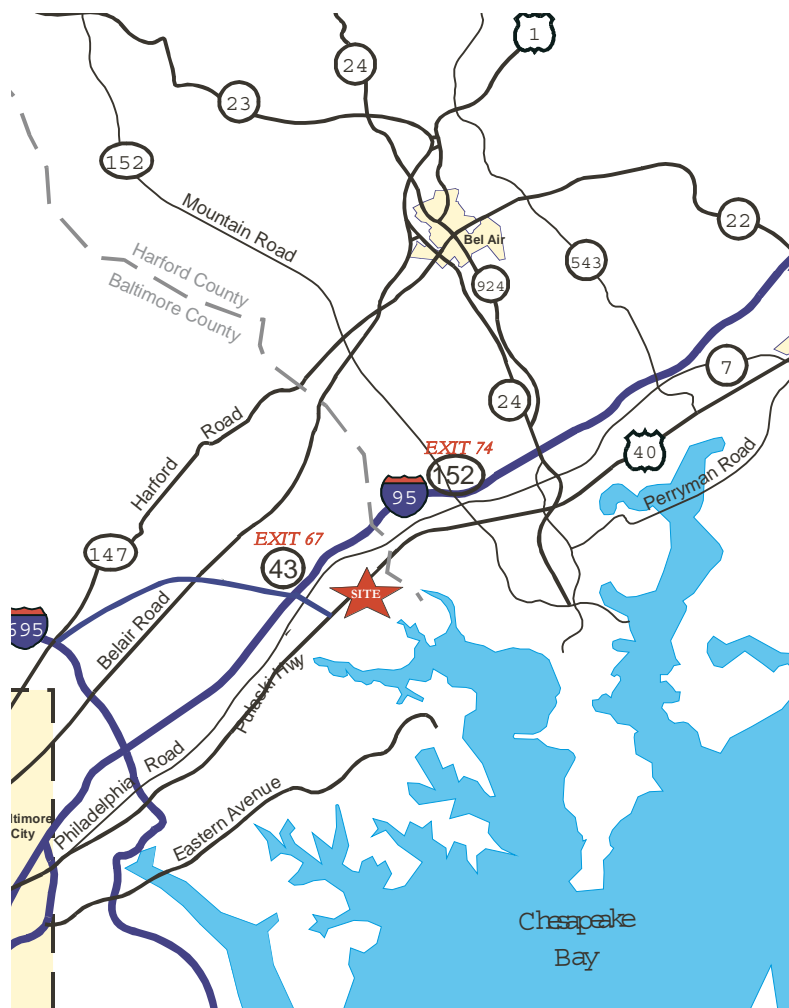 1
24
23
152
Mountain Road
22
Bel Air
Harford County
Baltimore County
543
924
7
24
Harford Road
EXIT 74
152
40
95
Perryman Road
147
EXIT 67
43
SITE
595
Belair Road
Pulaski Hwy
Philadelphia Road
Eastern Avenue
ltimore
City
Chesapeake
Bay